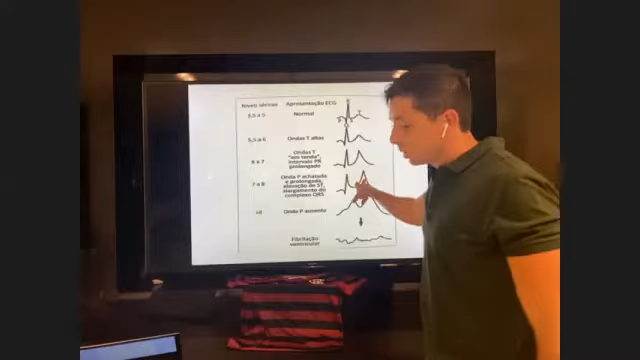 Níveis séricos Apresentação ECG
3,5 a 5 Normal
5,5 a 6 Ondas T altas
6 a 7 Ondas T
"em tenda",
intervalo PR
prolongado
7 a 8 Onda P achatada
e prolongada,
elevação de ST,
alargamento do
complexo QRS
>8 Onda P ausente
Fibrilação
ventricular